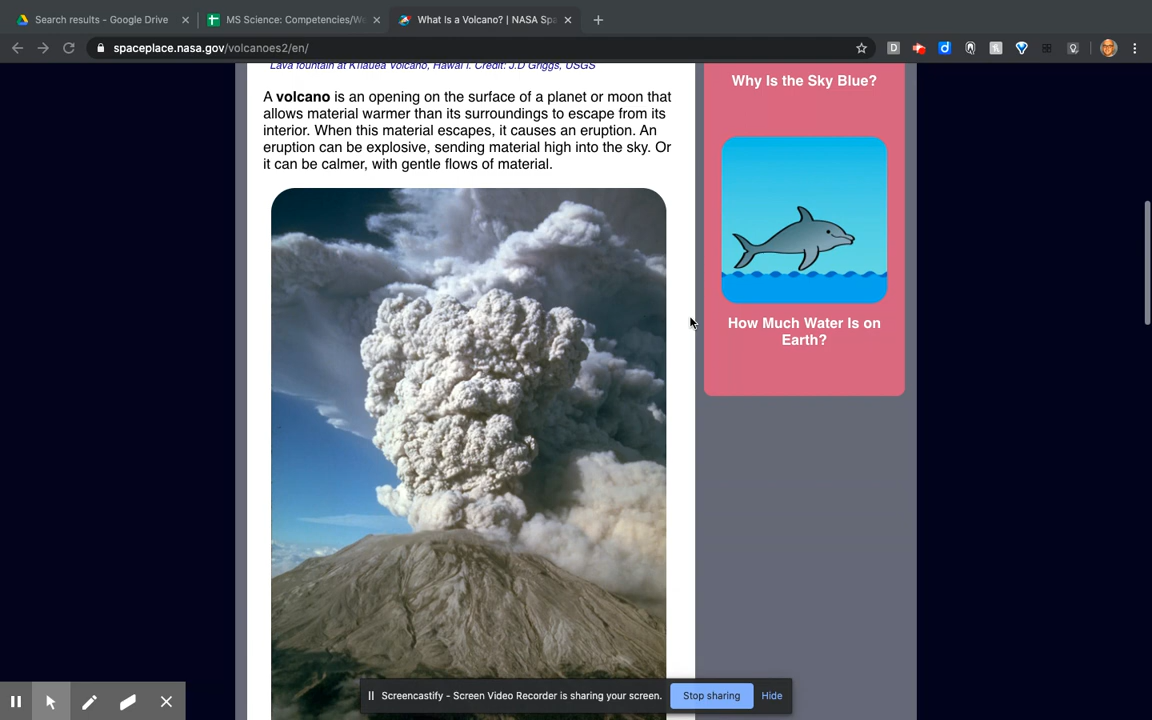 Search results - Google Drive
MS Science: Competencies/We
What Is a Volcano? | NASA Spa
spaceplace.nasa.gov/volcanoes2/en/
Lava fountain at Kīlauea Volcano, Hawai'i. Credit: J.D Griggs, USGS
A volcano is an opening on the surface of a planet or moon that
allows material warmer than its surroundings to escape from its
interior. When this material escapes, it causes an eruption. An
eruption can be explosive, sending material high into the sky. Or
it can be calmer, with gentle flows of material.
Why Is the Sky Blue?
How Much Water Is on
Earth?
Screencastify - Screen Video Recorder is sharing your screen.
Stop sharing
Hide